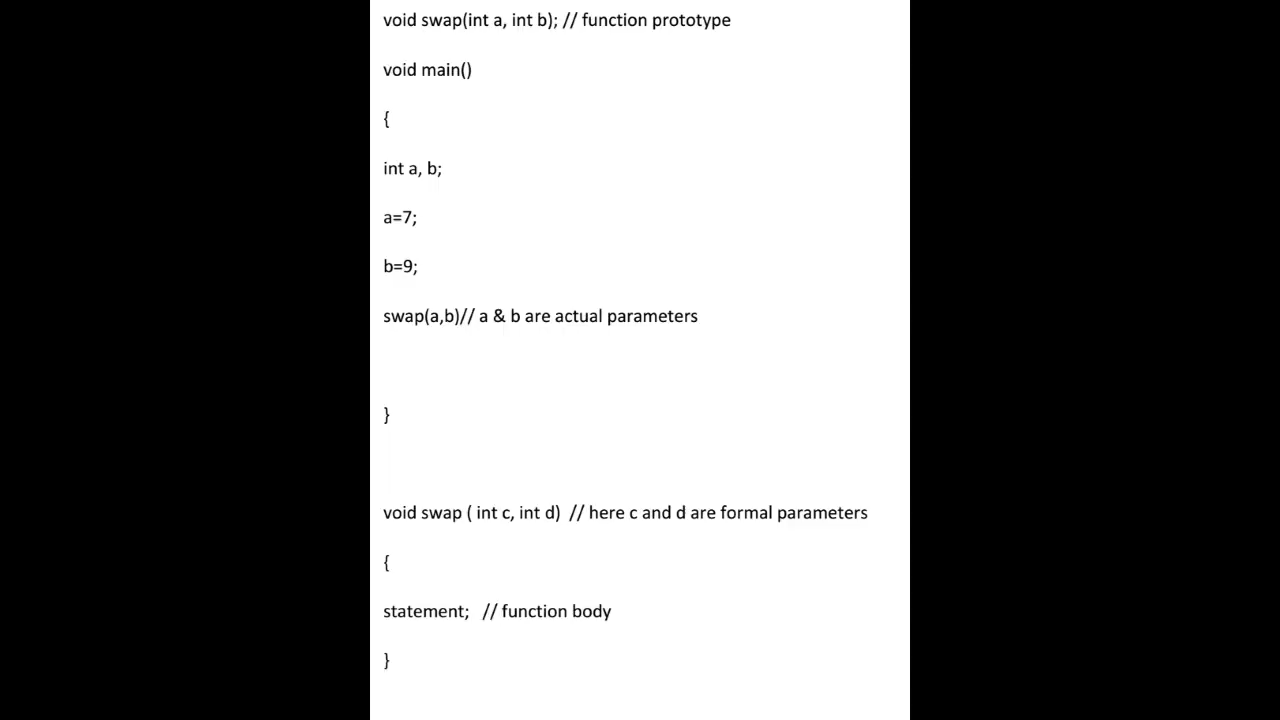 void swap(int a, int b); // function prototype
void main()
{
int a, b;
a=7;
b=9;
swap(a,b)// a & b are actual parameters
}
void swap ( int c, int d)  // here c and d are formal parameters
{
statement;   // function body
}